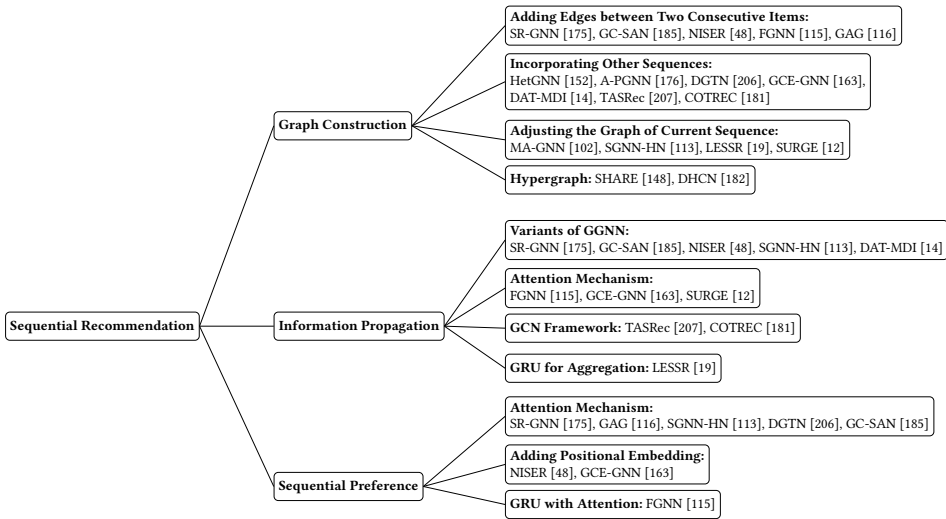 Adding Edges between Two Consecutive Items:
SR-GNN [175], GC-SAN [185], NISER [48], FGNN [115], GAG [116]
Incorporating Other Sequences:
HetGNN [152], A-PGNN [176], DGTN [206], GCE-GNN [163],
DAT-MDI [14], TASRec [207], COTREC [181]
Graph Construction
Adjusting the Graph of Current Sequence:
MA-GNN [102], SGNN-HN [113], LESSR [19], SURGE [12]
Hypergraph: SHARE [148], DHCN [182]
Variants of GGNN:
SR-GNN [175], GC-SAN [185], NISER [48], SGNN-HN [113], DAT-MDI [14]
Attention Mechanism:
FGNN [115], GCE-GNN [163], SURGE [12]
Sequential Recommendation
Information Propagation
GCN Framework: TASRec [207], COTREC [181]
GRU for Aggregation: LESSR [19]
Attention Mechanism:
SR-GNN [175], GAG [116], SGNN-HN [113], DGTN [206], GC-SAN [185]
Adding Positional Embedding:
NISER [48], GCE-GNN [163]
Sequential Preference
GRU with Attention: FGNN [115]